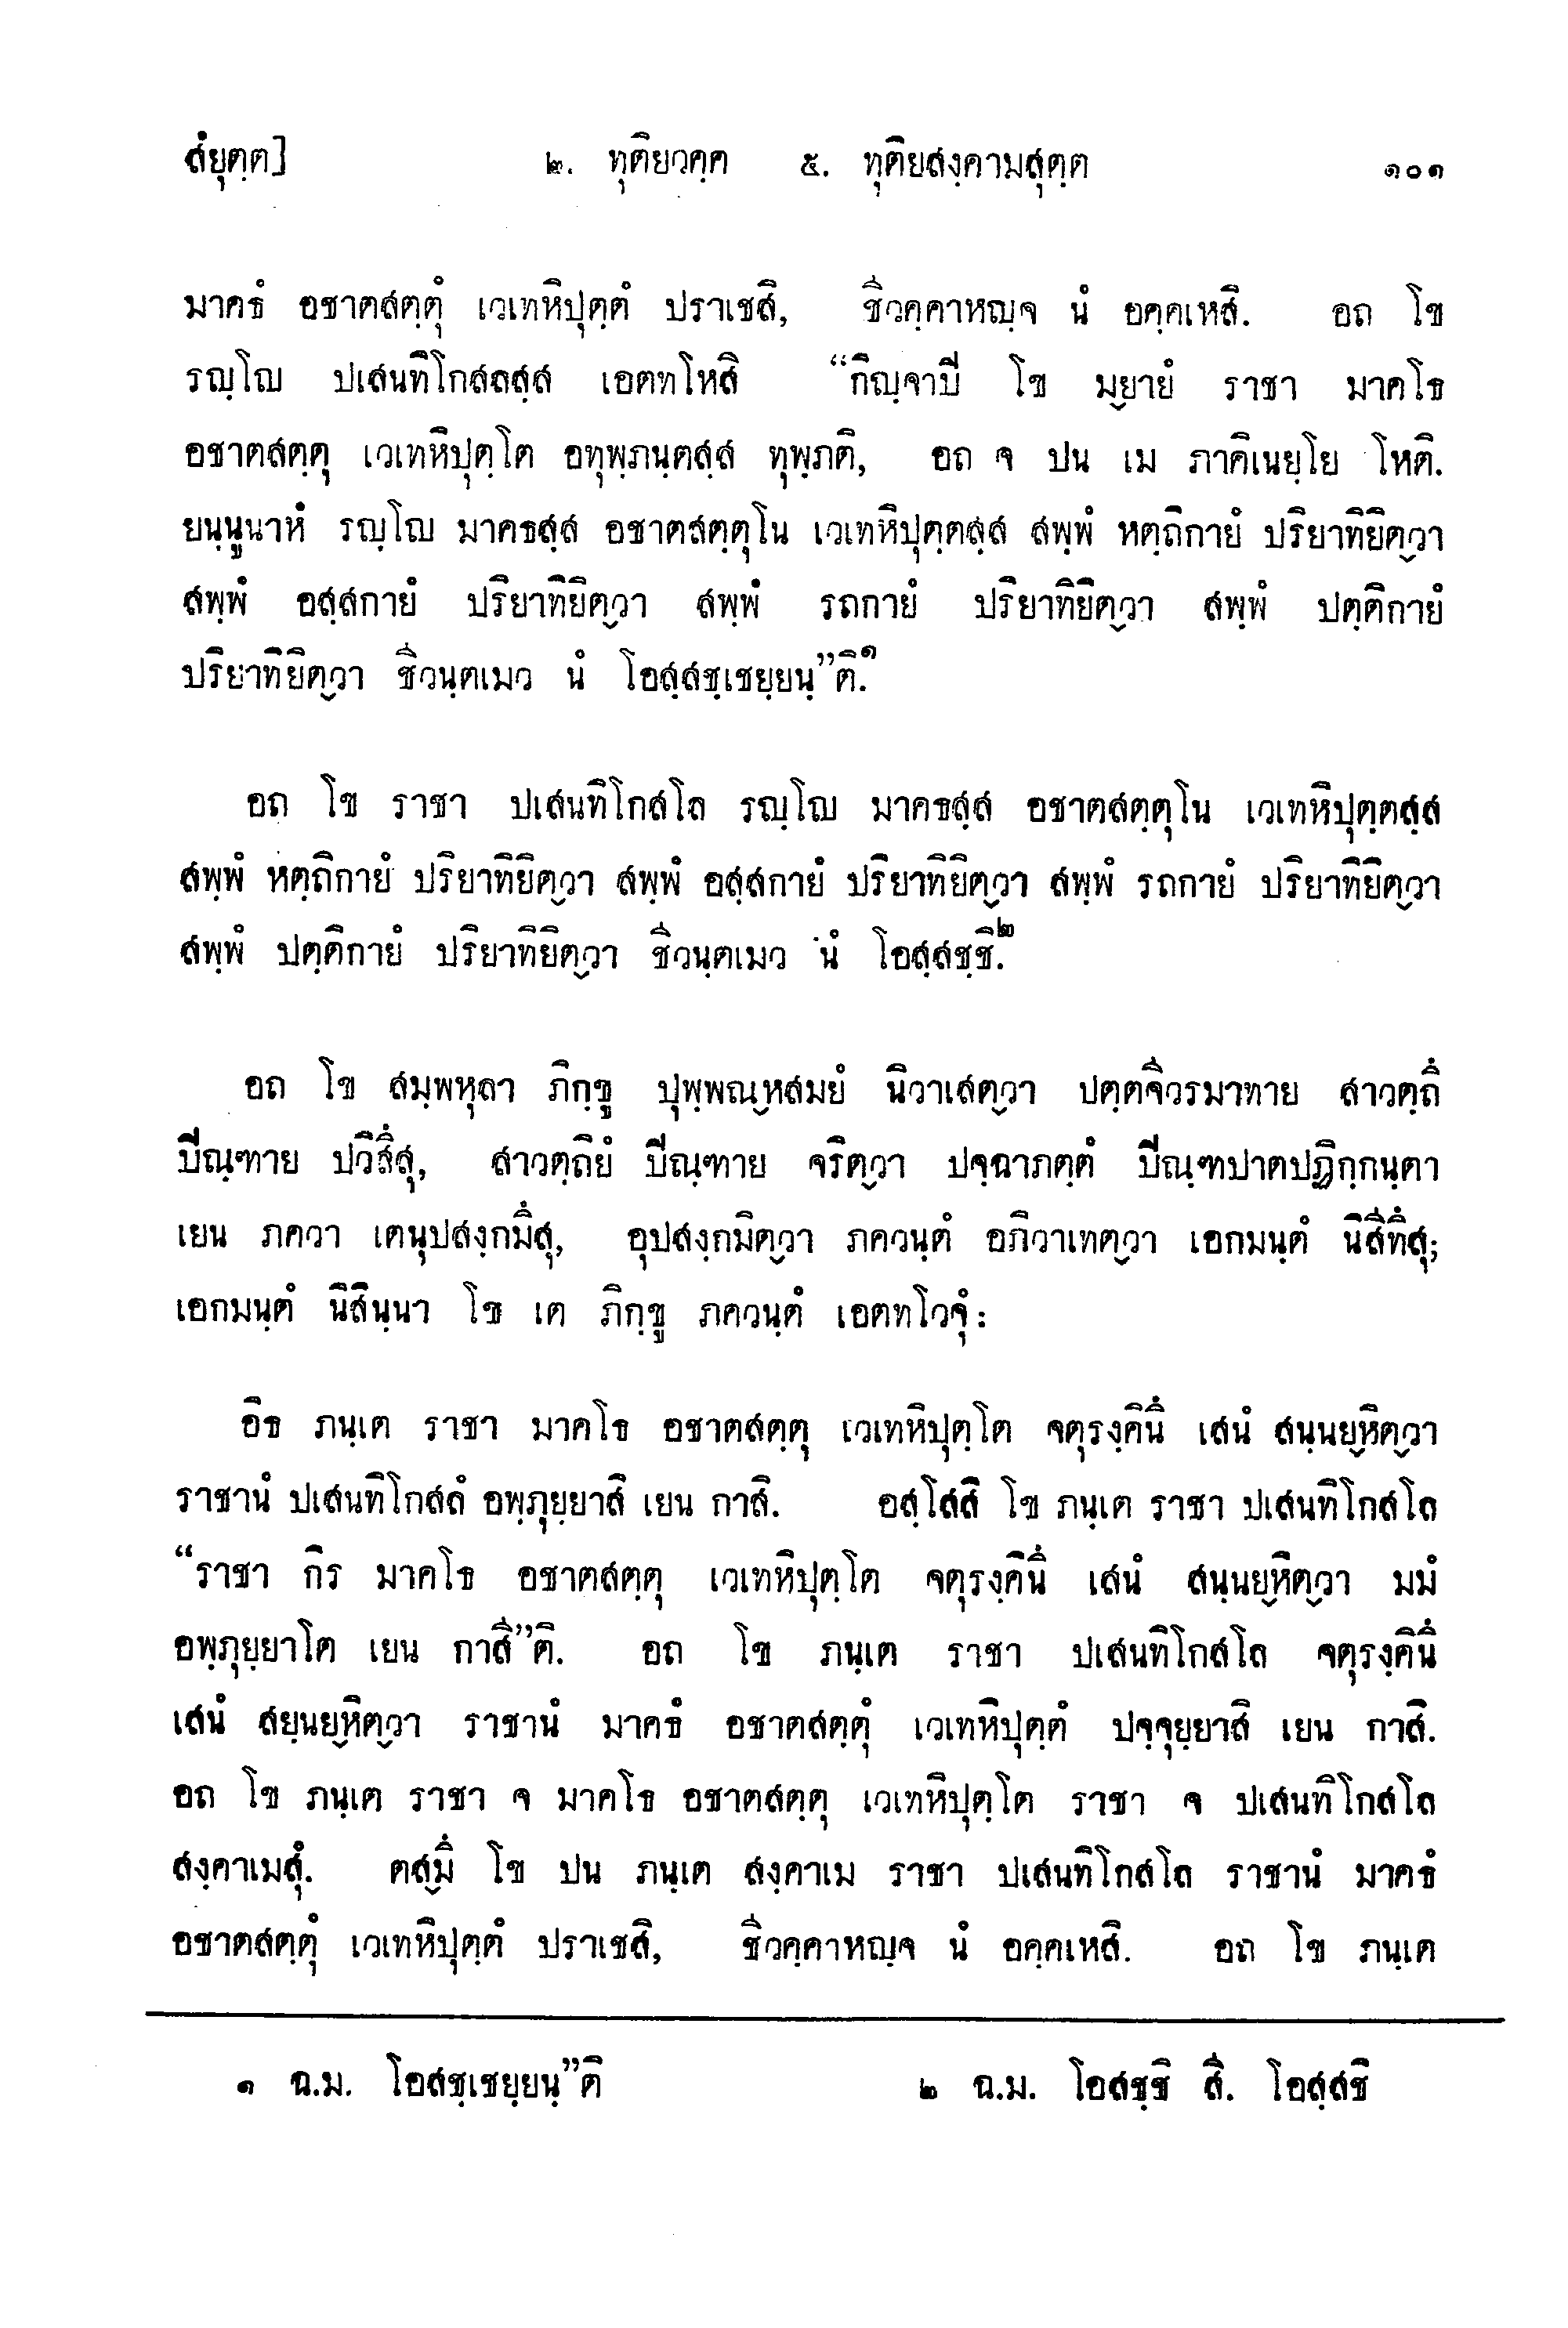 สํยุตฺต] ๒. ทุติยวคฺค ๕. ทุติยสงฺคามสุตฺต ๑๐๑
มาคธํ อชาตสตฺตุํ เวเทหิปุตฺตํ ปราเชสิ, ชีวคฺคาหญฺจ นํ อคฺคเหสิ. อถ โข
รญฺโญ ปเสนทิโกสลสฺส เอตทโหสิ “กิญฺจาปิ โข มฺยายํ ราชา มาคโธ
อชาตสตฺตุ เวเทหิปุตฺโต อทุพฺภนฺตสฺส ทุพฺภติ, อถ จ ปน เม ภาคิเนยฺโย โหติ.
ยนฺนูนาหํ รญฺโญ มาคธสฺส อชาตสตฺตุโน เวเทหิปุตฺตสฺส สพฺพํ หตฺถิกายํ ปริยาทิยิตฺวา
สพฺพํ อสฺสกายํ ปริยาทิยิตฺวา สพฺพํ รถกายํ ปริยาทิยิตฺวา สพฺพํ ปตฺติกายํ
ปริยาทิยิตฺวา ชีวนฺตเมว นํ โอสฺสชฺเชยฺยนฺ”ติ.๑
อถ โข ราชา ปเสนทิโกสโล รญฺโญ มาคธสฺส อชาตสตฺตุโน เวเทหิปุตฺตสฺส
สพฺพํ หตฺถิกายํ ปริยาทิยิตฺวา สพฺพํ อสฺสกายํ ปริยาทิยิตฺวา สพฺพํ รถกายํ ปริยาทิยิตฺวา
สพฺพํ ปตฺติกายํ ปริยาทิยิตฺวา ชีวนฺตเมว นํ โอสฺสชฺชิ.๒
อถ โข สมฺพหุลา ภิกฺขู ปุพฺพณฺหสมยํ นิวาเสตฺวา ปตฺตจีวรมาทาย สาวตฺถึ
ปิณฺฑาย ปวิสึสุ, สาวตฺถิยํ ปิณฺฑาย จริตฺวา ปจฺฉาภตฺตํ ปิณฺฑปาตปฏิกฺกนฺตา
เยน ภควา เตนุปสงฺกมึสุ, อุปสงฺกมิตฺวา ภควนฺตํ อภิวาเทตฺวา เอกมนฺตํ นิสีทึสุ;
เอกมนฺตํ นิสินฺนา โข เต ภิกฺขู ภควนฺตํ เอตทโวจุํ:
อิธ ภนฺเต ราชา มาคโธ อชาตสตฺตุ เวเทหิปุตฺโต จตุรงฺคินึ เสนํ สนฺนยฺหิตฺวา
ราชานํ ปเสนทิโกสลํ อพฺภุยฺยาสิ เยน กาสิ. อสฺโสสิ โข ภนฺเต ราชา ปเสนทิโกสโล
“ราชา กิร มาคโธ อชาตสตฺตุ เวเทหิปุตฺโต จตุรงฺคินึ เสนํ สนฺนยฺหิตฺวา มมํ
อพฺภุยฺยาโต เยน กาสี”ติ. อถ โข ภนฺเต ราชา ปเสนทิโกสโล จตุรงฺคินึ
เสนํ สยฺนยฺหิตฺวา ราชานํ มาคธํ อชาตสตฺตุํ เวเทหิปุตฺตํ ปจฺจุยฺยาสิ เยน กาสิ.
อถ โข ภนฺเต ราชา จ มาคโธ อชาตสตฺตุ เวเทหิปุตฺโต ราชา จ ปเสนทิโกสโล
สงฺคาเมสุํ. ตสฺมึ โข ปน ภนฺเต สงฺคาเม ราชา ปเสนทิโกสโล ราชานํ มาคธํ
อชาตสตฺตุํ เวเทหิปุตฺตํ ปราเชสิ, ชีวคฺคาหญฺจ นํ อคฺคเหสิ. อถ โข ภนฺเต
๑ ฉ.ม. โอสชฺเชยฺยนฺ”ติ ๒ ฉ.ม. โอสชฺชิ สี. โอสฺสชิ